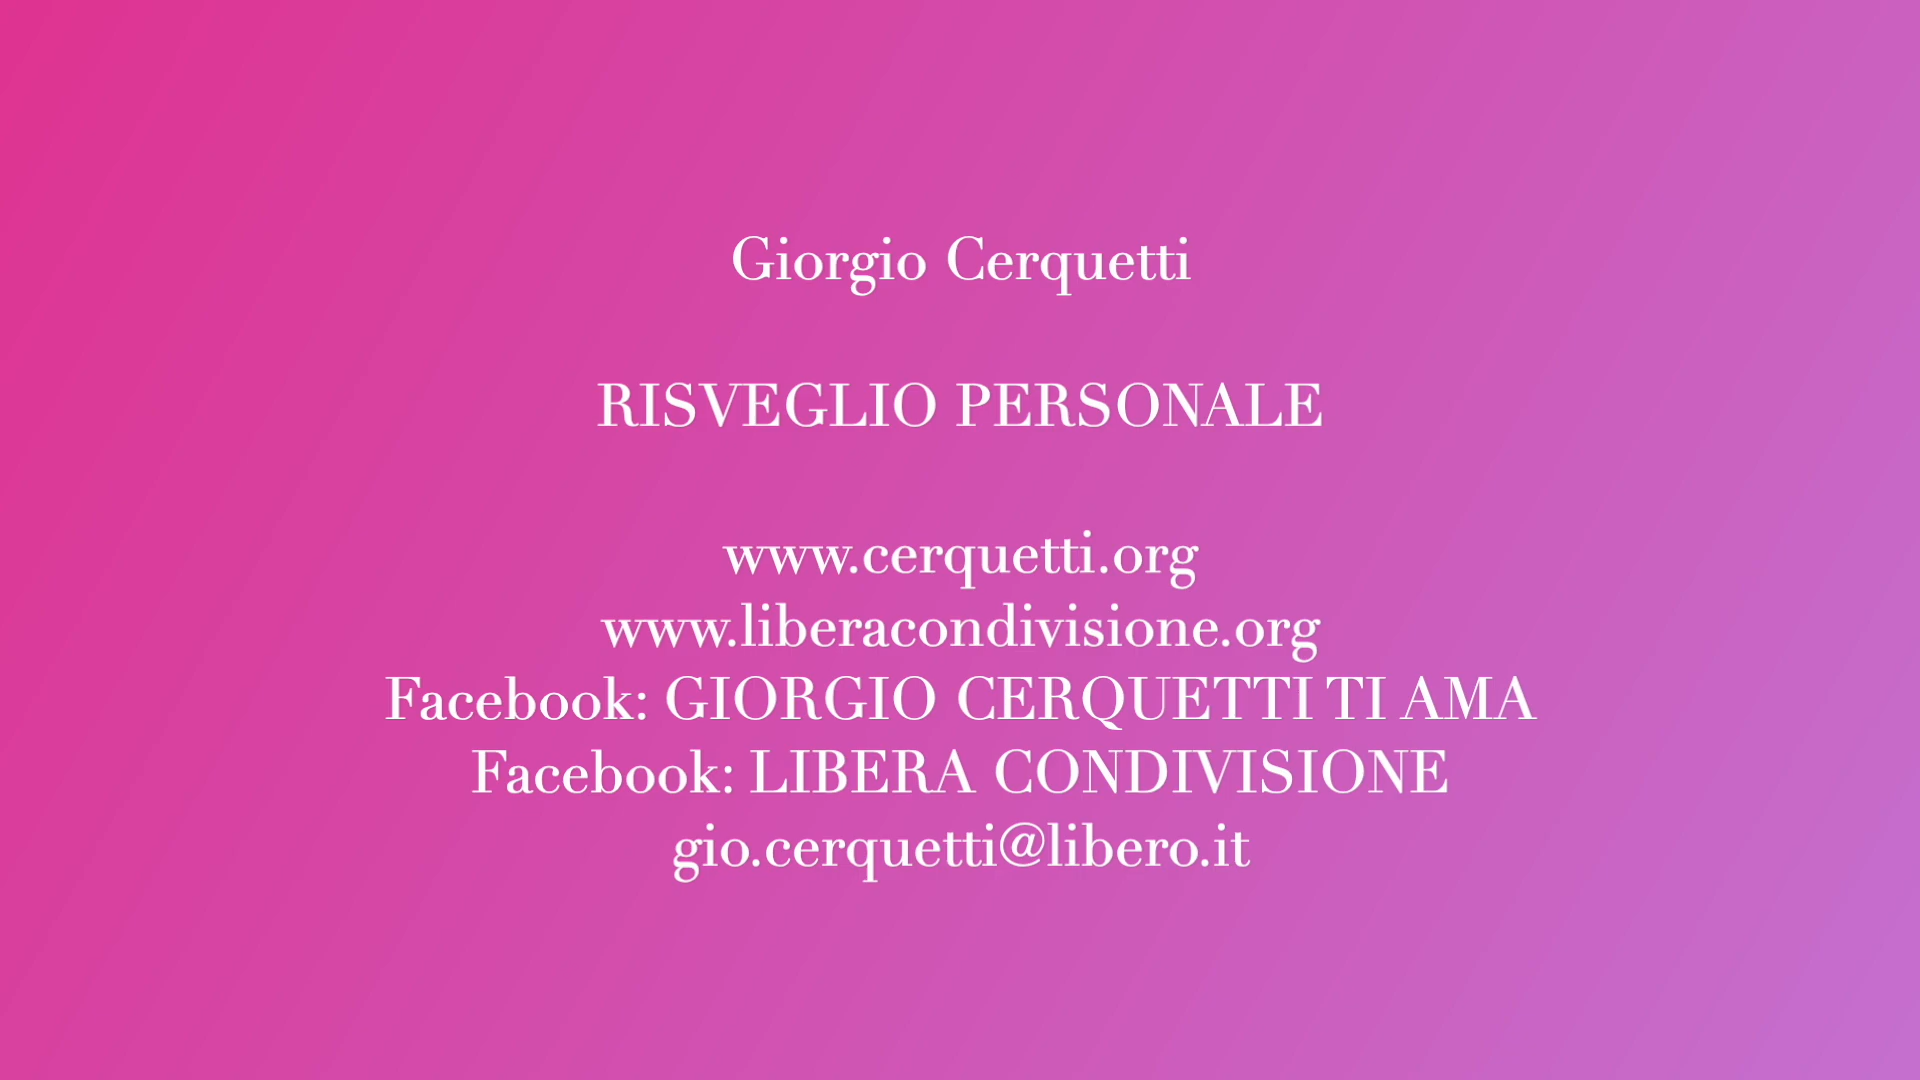 Giorgio Cerquetti
RISVEGLIO PERSONALE
www.cerquetti.org
www.liberacondivisione.org
Facebook: GIORGIO CERQUETTI TI AMA
Facebook: LIBERA CONDIVISIONE
gio.cerquetti@libero.it